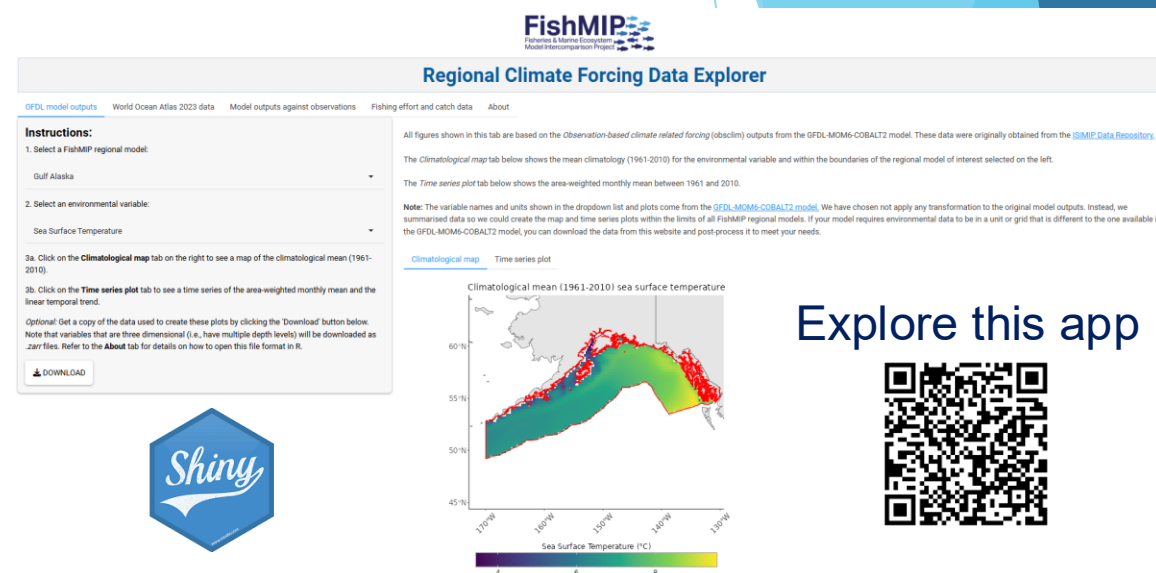 FishMIP
Fisheries & Marine Ecosystem
Model Intercomparison Project
Regional Climate Forcing Data Explorer
GFDL model outputs World Ocean Atlas 2023 data Model outputs against observations Fishing effort and catch data About
Instructions:
1. Select a FishMIP regional model:
Gulf Alaska
2. Select an environmental variable:
Sea Surface Temperature
3a. Click on the Climatological map tab on the right to see a map of the climatological mean (1961-
2010).
3b. Click on the Time series plot tab to see a time series of the area-weighted monthly mean and the
linear temporal trend.
Optional: Get a copy of the data used to create these plots by clicking the 'Download' button below.
Note that variables that are three dimensional (i.e., have multiple depth levels) will be downloaded as
.zarr files. Refer to the About tab for details on how to open this file format in R.
DOWNLOAD
All figures shown in this tab are based on the Observation-based climate related forcing (obsclim) outputs from the GFDL-MOM6-COBALT2 model. These data were originally obtained from the ISIMIP Data Repository.
The Climatological map tab below shows the mean climatology (1961-2010) for the environmental variable and within the boundaries of the regional model of interest selected on the left.
The Time series plot tab below shows the area-weighted monthly mean between 1961 and 2010.
Note: The variable names and units shown in the dropdown list and plots come from the GFDL-MOM6-COBALT2 model. We have chosen not apply any transformation to the original model outputs. Instead, we
summarised data so we could create the map and time series plots within the limits of all FishMIP regional models. If your model requires environmental data to be in a unit or grid that is different to the one available i
the GFDL-MOM6-COBALT2 model, you can download the data from this website and post-process it to meet your needs.
Climatological map Time series plot
Climatological mean (1961-2010) sea surface temperature
60°N
55°N
50°N
45°N
170°W 160°W 150°W 140°W 130°W
Sea Surface Temperature (°C)
4 6 8
Shiny
Explore this app